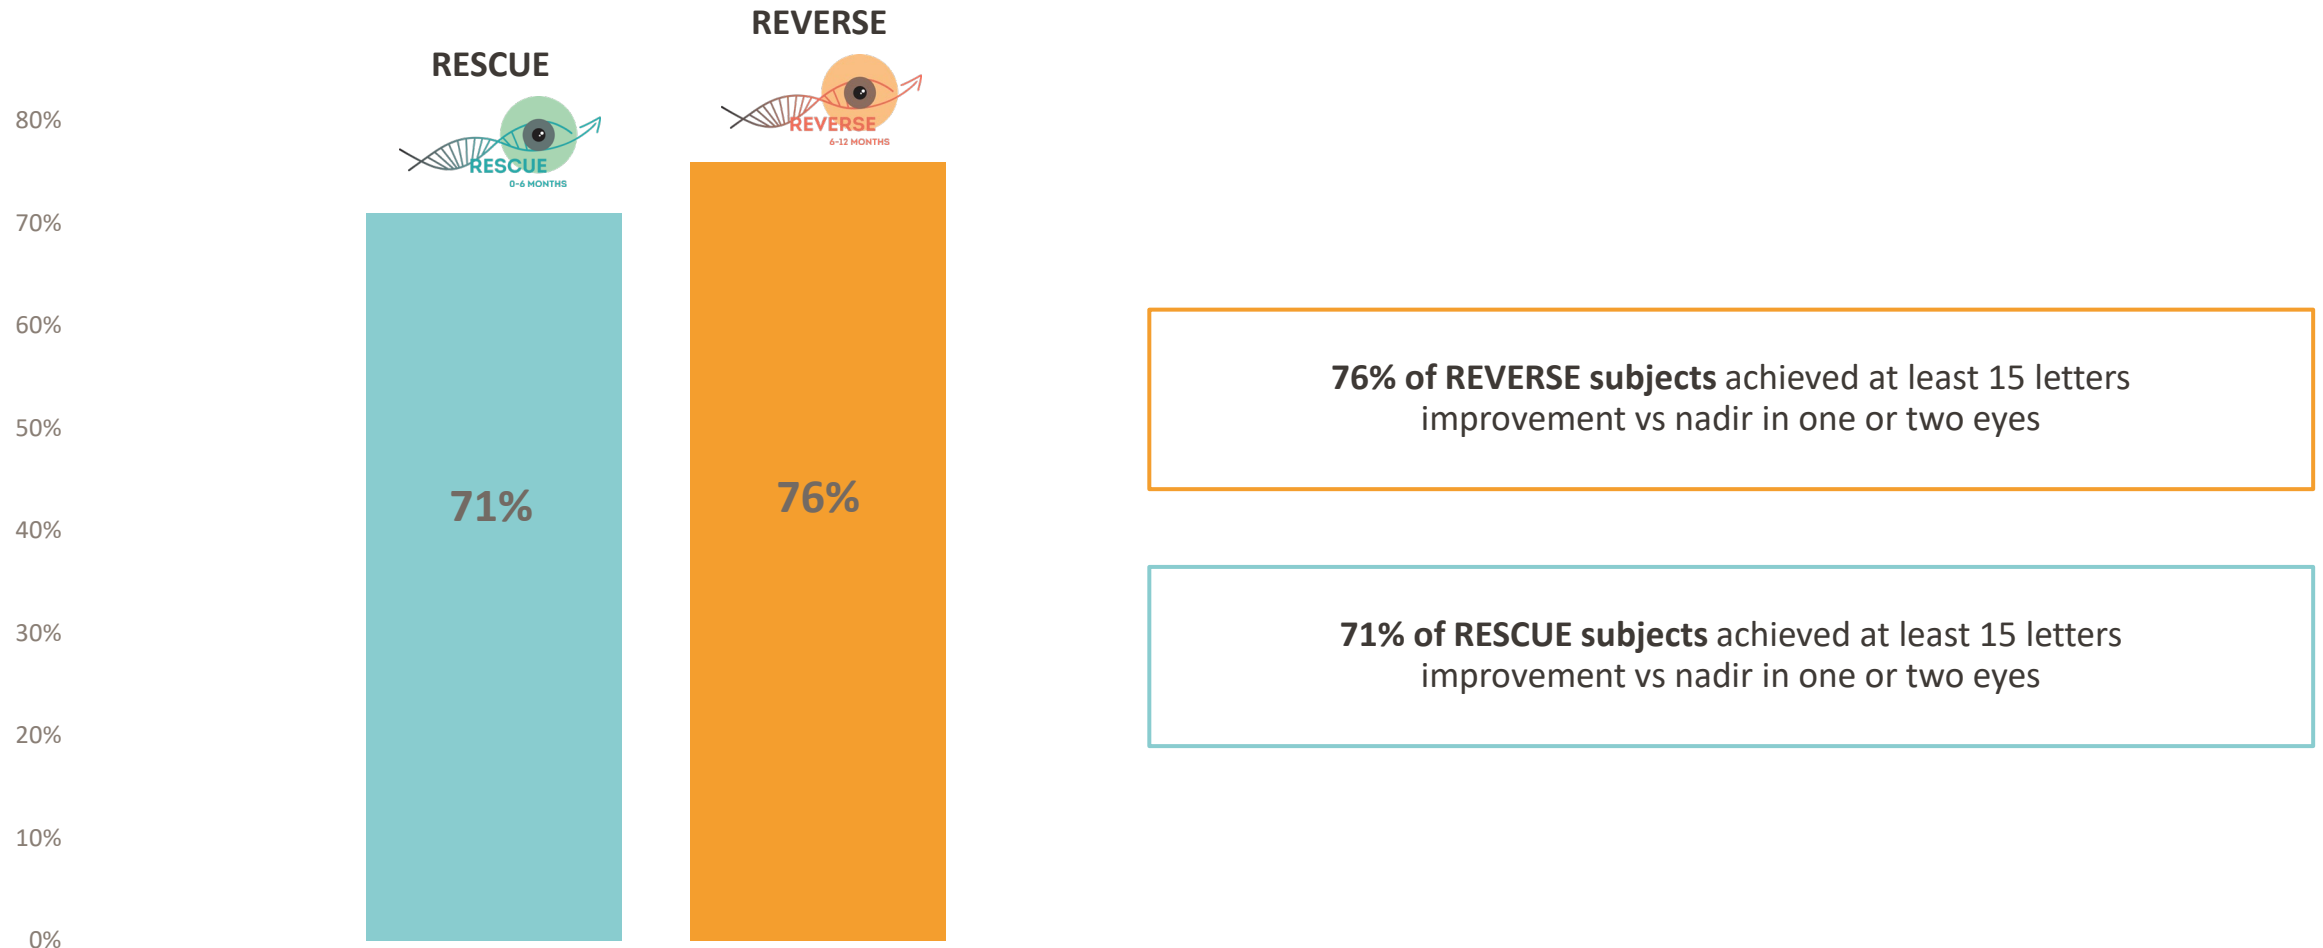 REVERSE
RESCUE
REVERSE
6-12 MONTHS
RESCUE
0-6 MONTHS
80%
70%
60%
50%
40%
30%
20%
10%
0%
71%
76%
76% of REVERSE subjects achieved at least 15 letters
improvement vs nadir in one or two eyes
71% of RESCUE subjects achieved at least 15 letters
improvement vs nadir in one or two eyes